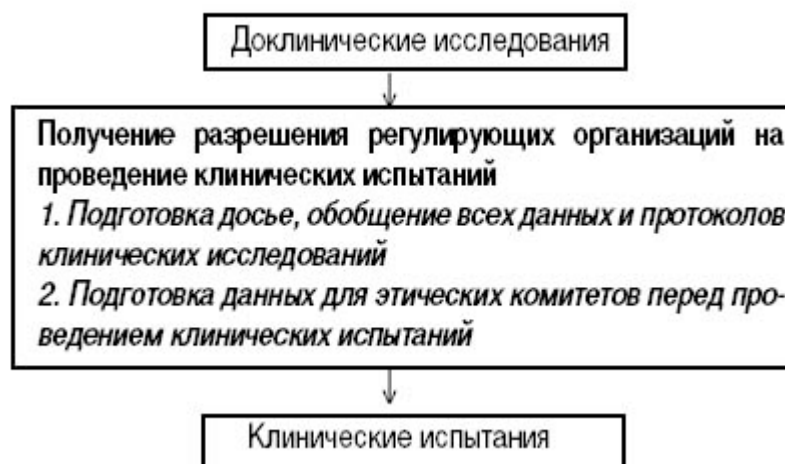 Доклинические исследования
Получение разрешения регулирующих организаций на
проведение клинических испытаний
1. Подготовка досье, обобщение всех данных и протоколов
клинических исследований
2. Подготовка данных для этических комитетов перед про-
ведением клинических испытаний
Клинические испытания